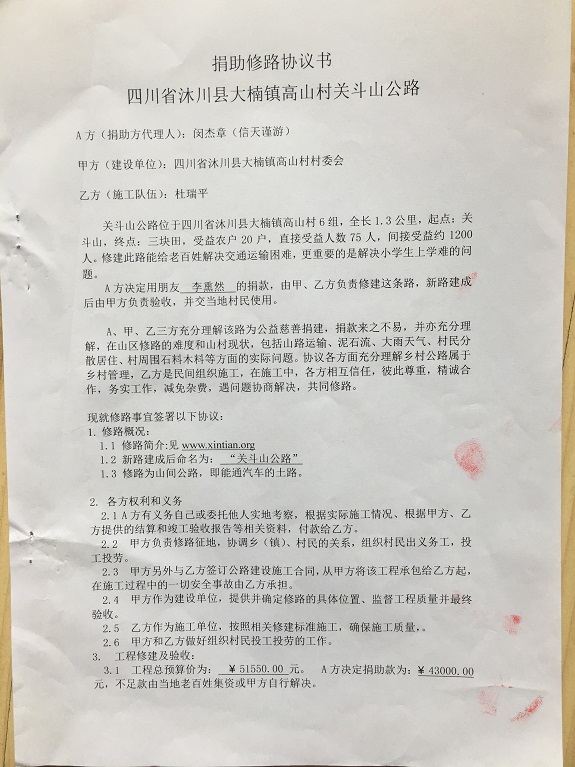 捐助修路协议书
四川省沐川县大楠镇高山村关斗山公路
A方（捐助方代理人）：闵杰章（信天谨游）
甲方（建设单位）：四川省沐川县大楠镇高山村村委会
乙方（施工队伍）：杜瑞平
关斗山公路位于四川省沐川县大楠镇高山村6组，全长1.3公里，起点：关
斗山，终点：三块田，受益农户20户，直接受益人数75人，间接受益约1200
人。修建此路能给老百姓解决交通运输困难，更重要的是解决小学生上学难的问
题。
A方决定用朋友 李熏然 的捐款，由甲、乙方负责修建这条路，新路建成
后由甲方负责验收，并交当地村民使用。
A、甲、乙三方充分理解该路为公益慈善捐建，捐款来之不易，并亦充分理
解，在山区修路的难度和山村现状，包括山路运输、泥石流、大雨天气、村民分
散居住、村周围石料木料等方面的实际问题。协议各方面充分理解乡村公路属于
乡村管理，乙方是民间组织施工，在施工中，各方相互信任，彼此尊重，精诚合
作，务实工作，减免杂费，遇问题协商解决，共同修路。
现就修路事宜签署以下协议：
1. 修路概况：
1.1 修路简介:见 www.xintian.org
1.2 新路建成后命名为： “关斗山公路”
1.3 修路为山间公路，即能通汽车的土路。
2. 各方权利和义务
2.1 A方有义务自己或委托他人实地考察，根据实际施工情况、根据甲方、乙
方提供的结算和竣工验收报告等相关资料，付款给乙方。
2.2 甲方负责修路征地，协调乡（镇）、村民的关系，组织村民出义务工，投
工投劳。
2.3 甲方另外与乙方签订公路建设施工合同，从甲方将该工程承包给乙方起，
在施工过程中的一切安全事故由乙方承担。
2.4 甲方作为建设单位，提供并确定修路的具体位置、监督工程质量并最终
验收。
2.5 乙方作为施工单位，按照相关修建标准施工，确保施工质量，。
2.6 甲方和乙方做好组织村民投工投劳的工作。
3. 工程修建及验收：
3.1 工程总预算价为： ￥51550.00 元。 A方决定捐助款为：￥43000.00
元，不足款由当地老百姓集资或甲方自行解决。